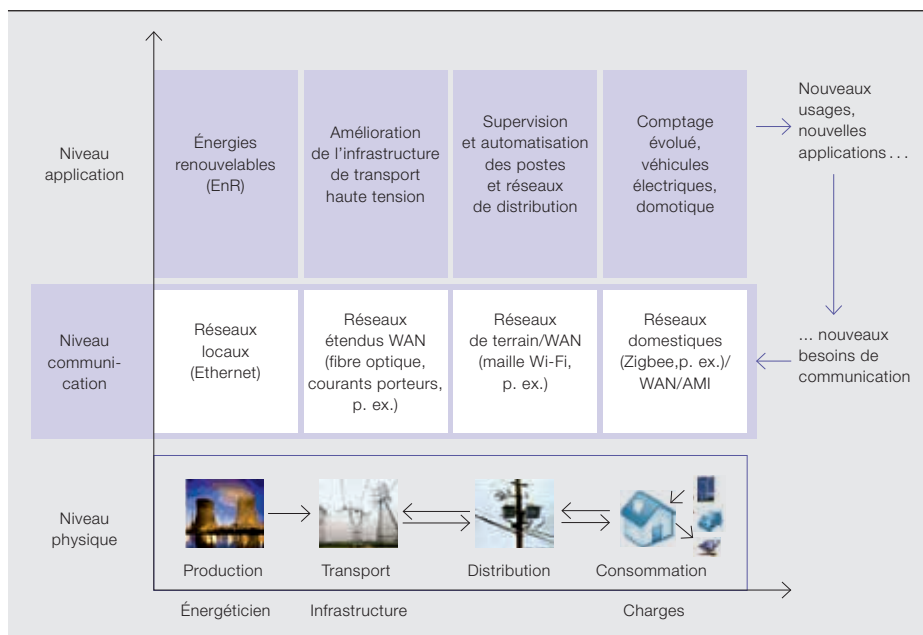 Niveau
application
Énergies
renouvelables
(EnR)
Amélioration
de l'infrastructure
de transport
haute tension
Supervision
et automatisation
des postes
et réseaux
de distribution
Comptage
évolué,
véhicules
électriques,
domotique
Nouveaux
usages,
nouvelles
applications...
Niveau
communi-
cation
Réseaux
locaux
(Ethernet)
Réseaux
étendus WAN
(fibre optique,
courants porteurs,
p. ex.)
Réseaux
de terrain/WAN
(maille Wi-Fi,
p. ex.)
Réseaux
domestiques
(Zigbee,p. ex.)/
WAN/AMI
... nouveaux
besoins de
communication
Niveau
physique
Production
Transport
Distribution
Consommation
Énergéticien
Infrastructure
Charges